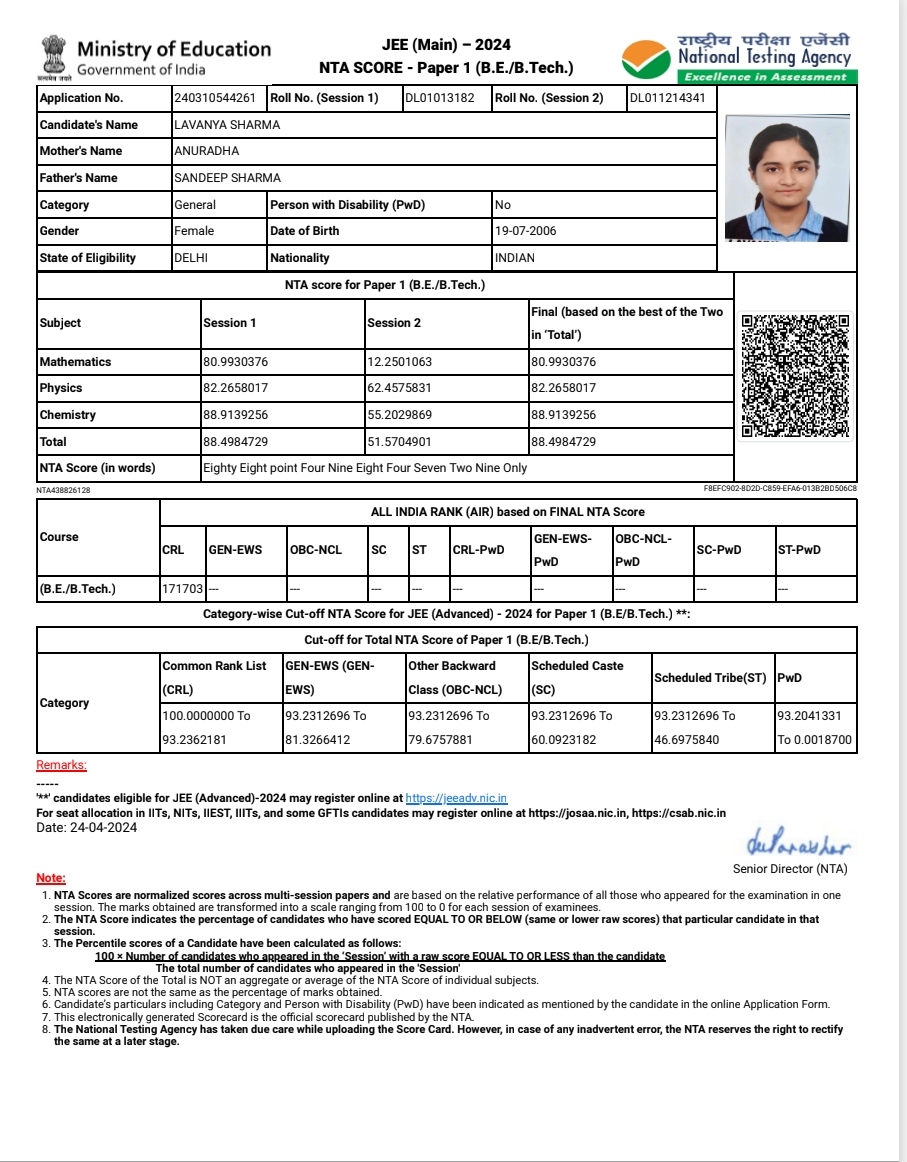 Ministry of Education
Government of India
सत्यमेव जयते
JEE (Main) – 2024
NTA SCORE - Paper 1 (B.E./B.Tech.)
राष्ट्रीय परीक्षा एजेंसी
National Testing Agency
Excellence in Assessment
Application No. 240310544261 Roll No. (Session 1) DL01013182 Roll No. (Session 2) DL011214341
Candidate's Name LAVANYA SHARMA
Mother's Name ANURADHA
Father's Name SANDEEP SHARMA
Category General Person with Disability (PwD) No
Gender Female Date of Birth 19-07-2006
State of Eligibility DELHI Nationality INDIAN
NTA score for Paper 1 (B.E./B.Tech.)
Subject Session 1 Session 2 Final (based on the best of the Two
in 'Total')
Mathematics 80.9930376 12.2501063 80.9930376
Physics 82.2658017 62.4575831 82.2658017
Chemistry 88.9139256 55.2029869 88.9139256
Total 88.4984729 51.5704901 88.4984729
NTA Score (in words) Eighty Eight point Four Nine Eight Four Seven Two Nine Only
NTA438826128 F8EFC902-8D2D-C859-EFA6-013B2BD506C8
ALL INDIA RANK (AIR) based on FINAL NTA Score
Course CRL GEN-EWS OBC-NCL SC ST CRL-PwD GEN-EWS-
PwD OBC-NCL-
PwD SC-PwD ST-PwD
(B.E./B.Tech.) 171703 --- --- --- --- --- --- --- --- ---
Category-wise Cut-off NTA Score for JEE (Advanced) - 2024 for Paper 1 (B.E/B.Tech.) **:
Cut-off for Total NTA Score of Paper 1 (B.E/B.Tech.)
Category Common Rank List
(CRL) GEN-EWS (GEN-
EWS) Other Backward
Class (OBC-NCL) Scheduled Caste
(SC) Scheduled Tribe(ST) PwD
100.0000000 To 93.2312696 To 93.2312696 To 93.2312696 To 93.2312696 To 93.2041331
93.2362181 81.3266412 79.6757881 60.0923182 46.6975840 To 0.0018700
Remarks:
-----
'**' candidates eligible for JEE (Advanced)-2024 may register online at https://jeeadv.nic.in
For seat allocation in IITs, NITs, IIEST, IIITs, and some GFTIs candidates may register online at https://josaa.nic.in, https://csab.nic.in
Date: 24-04-2024
Senior Director (NTA)
Note:
1. NTA Scores are normalized scores across multi-session papers and are based on the relative performance of all those who appeared for the examination in one
session. The marks obtained are transformed into a scale ranging from 100 to 0 for each session of examinees.
2. The NTA Score indicates the percentage of candidates who have scored EQUAL TO OR BELOW (same or lower raw scores) that particular candidate in that
session.
3. The Percentile scores of a Candidate have been calculated as follows:
100 × Number of candidates who appeared in the 'Session' with a raw score EQUAL TO OR LESS than the candidate
The total number of candidates who appeared in the 'Session'
4. The NTA Score of the Total is NOT an aggregate or average of the NTA Score of individual subjects.
5. NTA scores are not the same as the percentage of marks obtained.
6. Candidate's particulars including Category and Person with Disability (PwD) have been indicated as mentioned by the candidate in the online Application Form.
7. This electronically generated Scorecard is the official scorecard published by the NTA.
8. The National Testing Agency has taken due care while uploading the Score Card. However, in case of any inadvertent error, the NTA reserves the right to rectify
the same at a later stage.